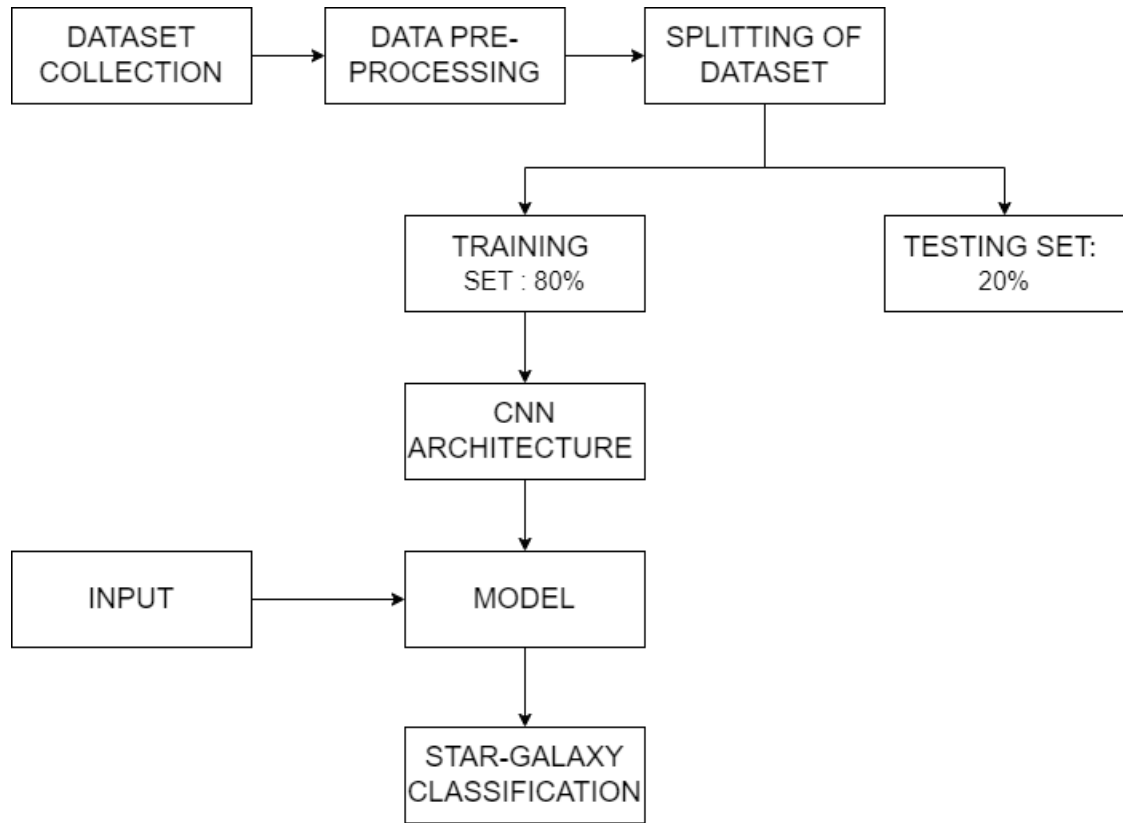 DATASET
COLLECTION
DATA PRE-
PROCESSING
SPLITTING OF
DATASET
TRAINING
SET : 80%
TESTING SET:
20%
CNN
ARCHITECTURE
INPUT
MODEL
STAR-GALAXY
CLASSIFICATION